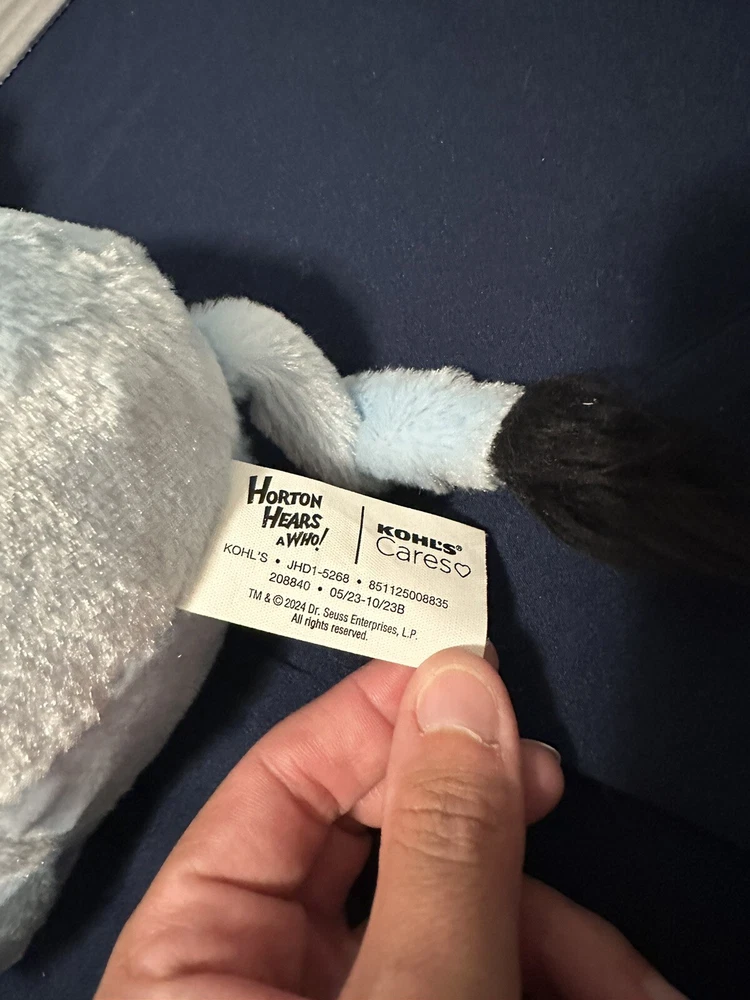 HORTON
HEARS
A WHO!
KOHL'S®
Cares♡
KOHL'S • JHD1-5268 • 851125008835
208840 • 05/23-10/23B
TM & © 2024 Dr. Seuss Enterprises, L.P.
All rights reserved.